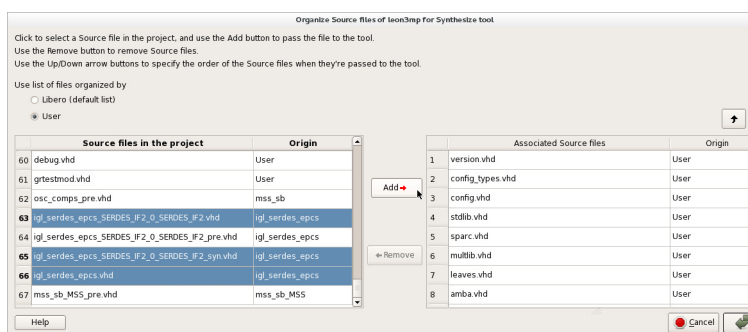 Organize Source files of leon3mp for Synthesize tool
Click to select a Source file in the project, and use the Add button to pass the file to the tool.
Use the Remove button to remove Source files.
Use the Up/Down arrow buttons to specify the order of the Source files when they're passed to the tool.
Use list of files organized by
Libero (default list)
User
Source files in the project Origin
60 debug.vhd User
61 grtestmod.vhd User
62 osc_comps_pre.vhd mss_sb
63 igl_serdes_epcs_SERDES_IF2_0_SERDES_IF2.vhd igl_serdes_epcs
64 igl_serdes_epcs_SERDES_IF2_0_SERDES_IF2_pre.vhd igl_serdes_epcs
65 igl_serdes_epcs_SERDES_IF2_0_SERDES_IF2_syn.vhd igl_serdes_epcs
66 igl_serdes_epcs.vhd igl_serdes_epcs
67 mss_sb_MSS_pre.vhd mss_sb_MSS
Add
Remove
Associated Source files Origin
1 version.vhd User
2 config_types.vhd User
3 config.vhd User
4 stdlib.vhd User
5 sparc.vhd User
6 multlib.vhd User
7 leaves.vhd User
8 amba.vhd User
Help
Cancel